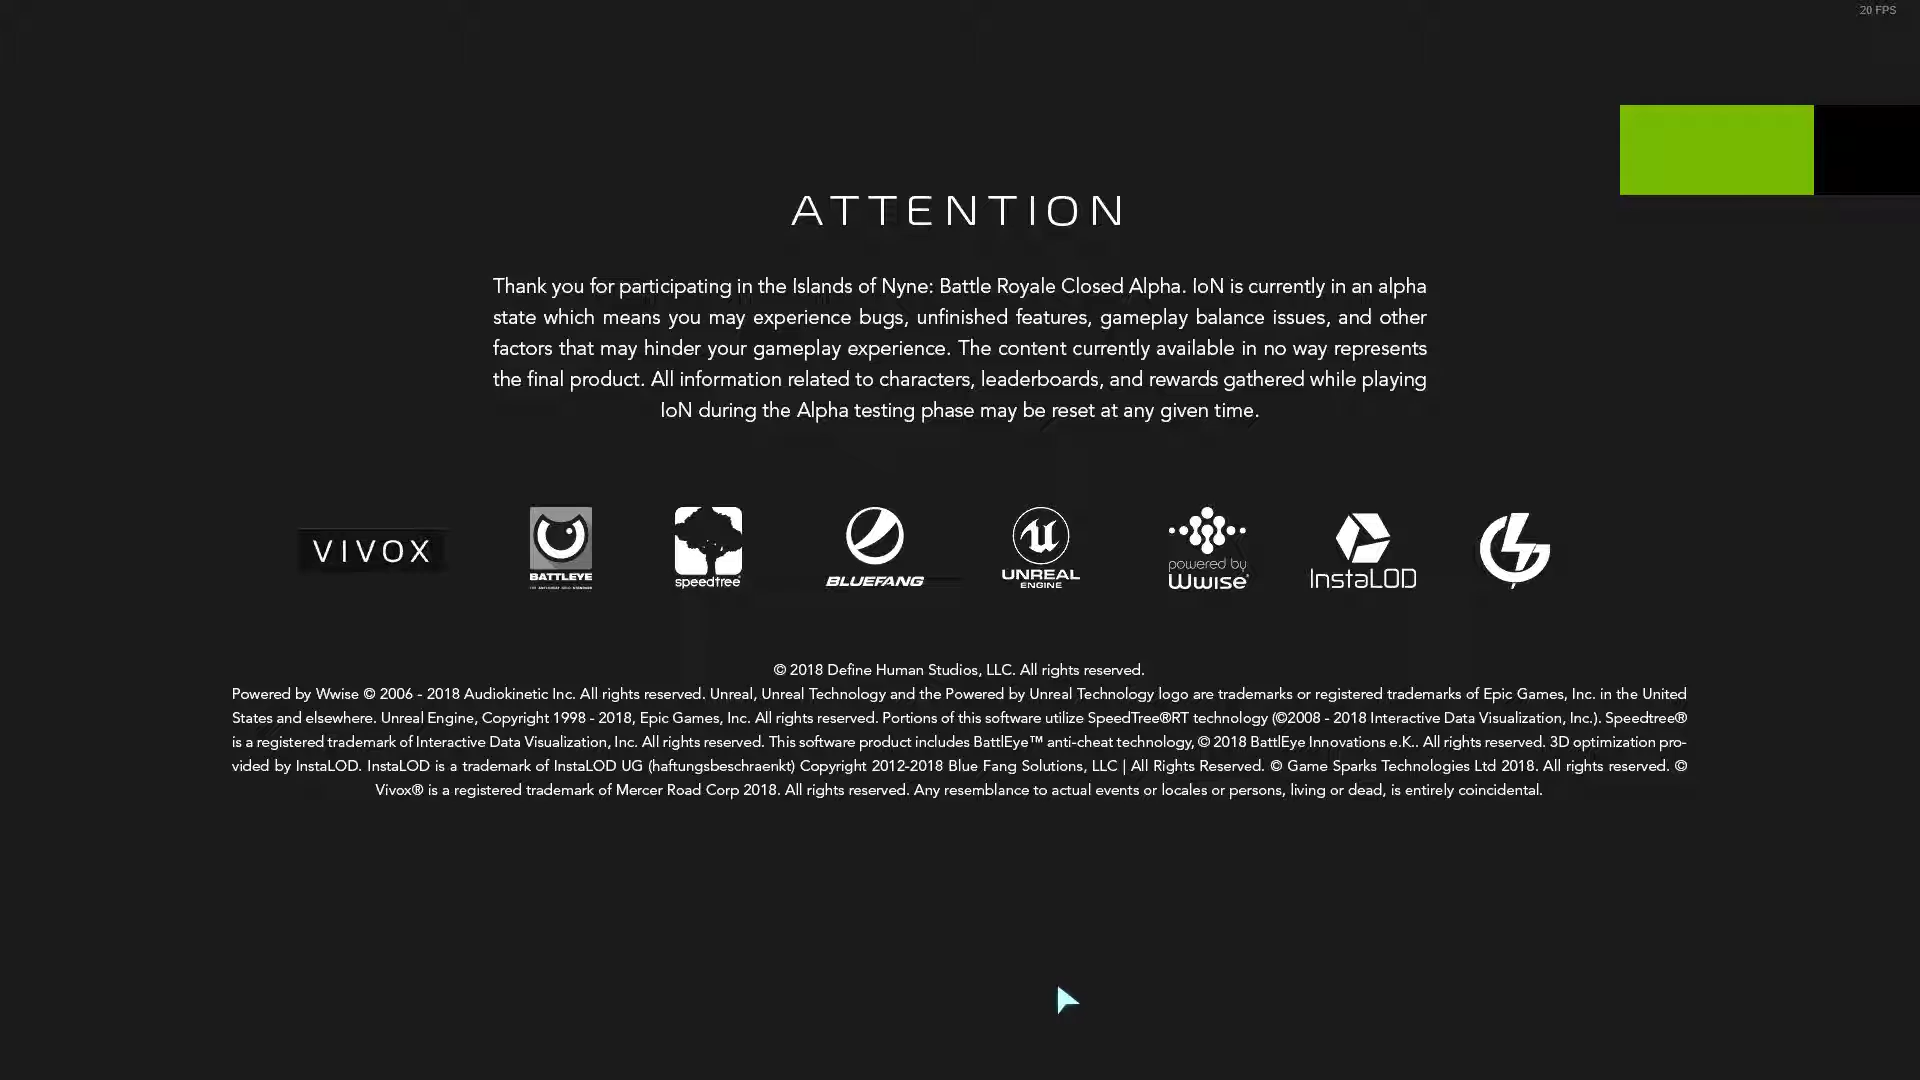 20 FPS
ATTENTION
Thank you for participating in the Islands of Nyne: Battle Royale Closed Alpha. IoN is currently in an alpha
state which means you may experience bugs, unfinished features, gameplay balance issues, and other
factors that may hinder your gameplay experience. The content currently available in no way represents
the final product. All information related to characters, leaderboards, and rewards gathered while playing
IoN during the Alpha testing phase may be reset at any given time.
VIVOX
BATTLEYE
speedtree®
BLUEFANG
UNREAL
ENGINE
powered by
wwise®
InstaLOD
© 2018 Define Human Studios, LLC. All rights reserved.
Powered by Wwise © 2006 - 2018 Audiokinetic Inc. All rights reserved. Unreal, Unreal Technology and the Powered by Unreal Technology logo are trademarks or registered trademarks of Epic Games, Inc. in the United
States and elsewhere. Unreal Engine, Copyright 1998 - 2018, Epic Games, Inc. All rights reserved. Portions of this software utilize SpeedTree®RT technology (©2008 - 2018 Interactive Data Visualization, Inc.). Speedtree®
is a registered trademark of Interactive Data Visualization, Inc. All rights reserved. This software product includes BattlEye™ anti-cheat technology, © 2018 BattlEye Innovations e.K.. All rights reserved. 3D optimization pro-
vided by InstaLOD. InstaLOD is a trademark of InstaLOD UG (haftungsbeschraenkt) Copyright 2012-2018 Blue Fang Solutions, LLC | All Rights Reserved. © Game Sparks Technologies Ltd 2018. All rights reserved. ©
Vivox® is a registered trademark of Mercer Road Corp 2018. All rights reserved. Any resemblance to actual events or locales or persons, living or dead, is entirely coincidental.